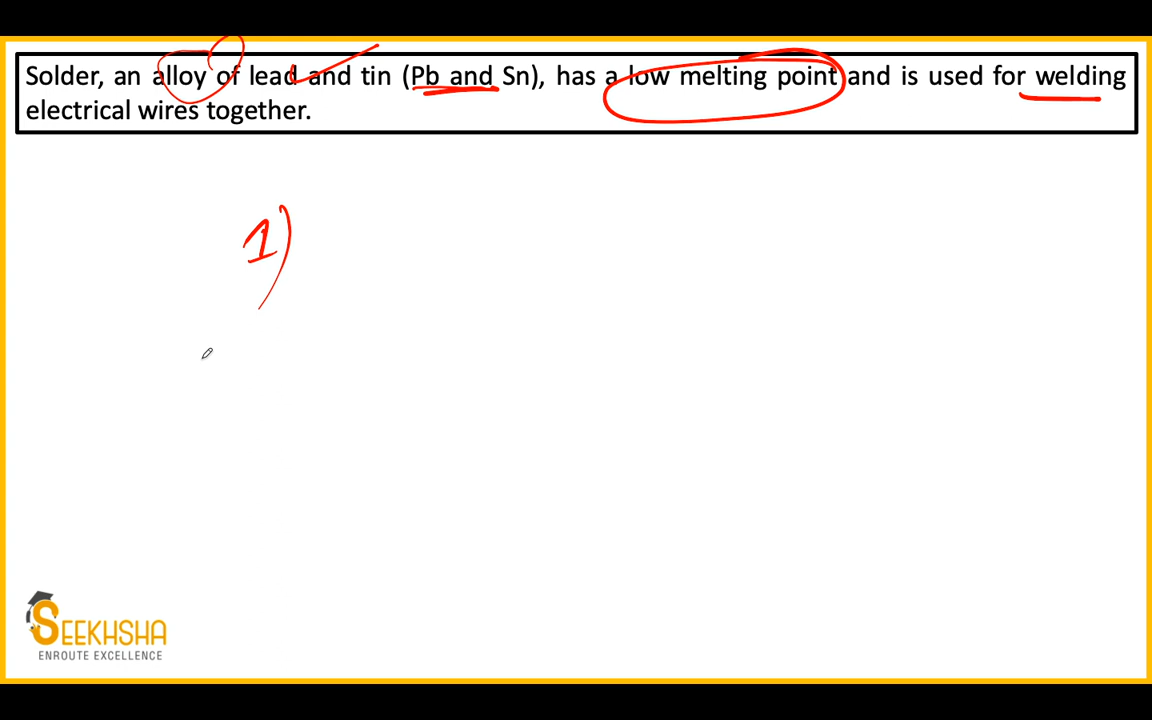 Solder, an alloy of lead and tin (Pb and Sn), has a low melting point and is used for welding
electrical wires together.
1)
SEEKHSHA
ENROUTE EXCELLENCE